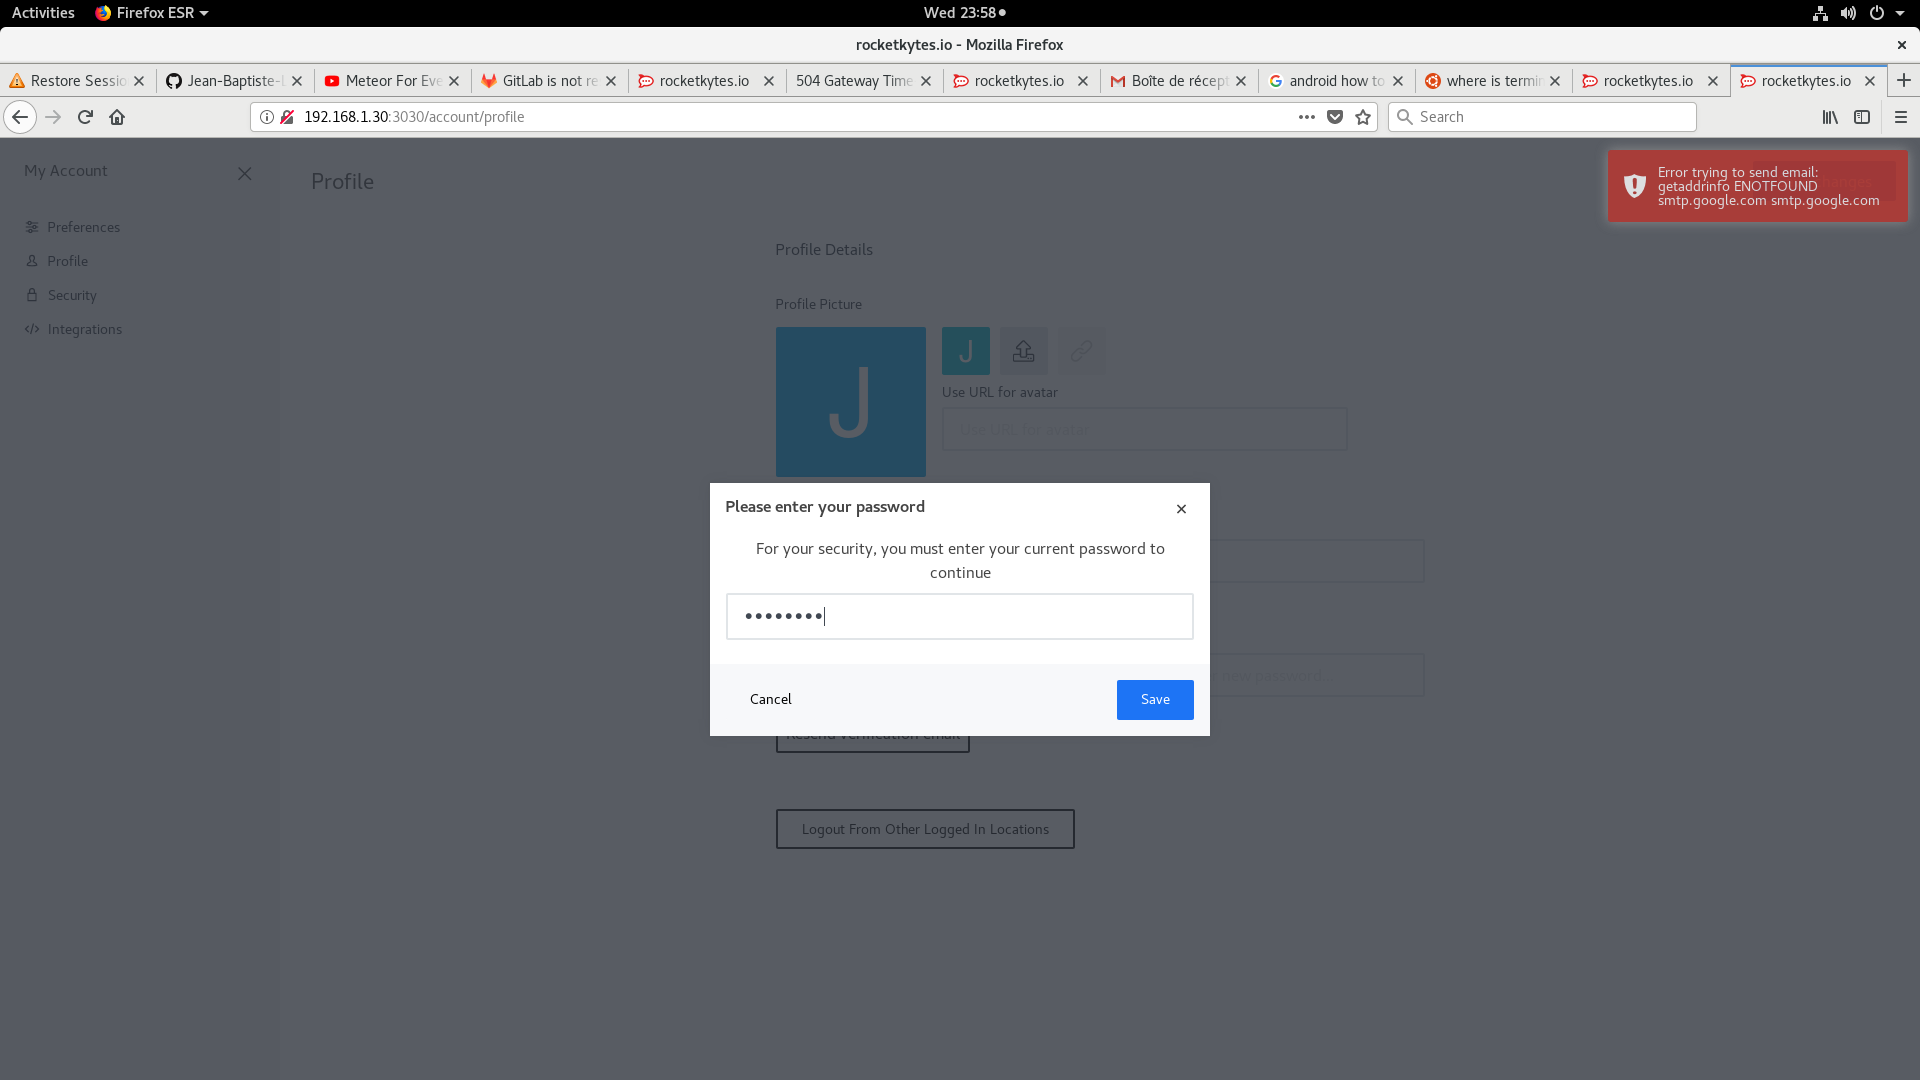 Activities
Firefox ESR
Wed 23:58
rocketkytes.io - Mozilla Firefox
Restore Sessio
Jean-Baptiste-
Meteor For Eve
GitLab is not re
rocketkytes.io
504 Gateway Time
rocketkytes.io
Boîte de récept
android how to
where is termin
rocketkytes.io
rocketkytes.io
192.168.1.30:3030/account/profile
Search
My Account
Profile
Error trying to send email:
getaddrinfo ENOTFOUND
smtp.google.com smtp.google.com
Preferences
Profile
Security
Integrations
Profile Details
Profile Picture
J
J
Use URL for avatar
Use URL for avatar
Please enter your password
For your security, you must enter your current password to
continue
••••••••
new password
Cancel
Save
Resend verification email
Logout From Other Logged In Locations